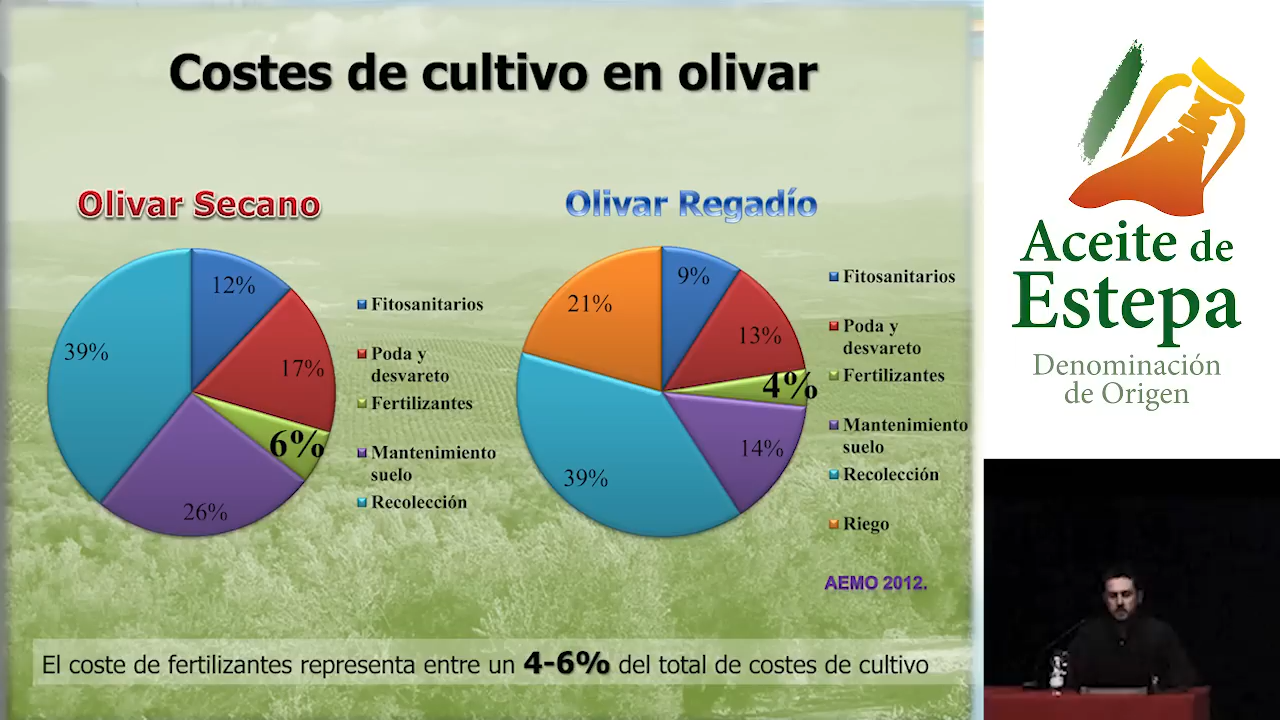 Costes de cultivo en olivar
Olivar Secano
12%
17%
6%
26%
39%
Fitosanitarios
Poda y
desvareto
Fertilizantes
Mantenimiento
suelo
Recolección
Olivar Regadío
9%
13%
4%
14%
39%
21%
Fitosanitarios
Poda y
desvareto
Fertilizantes
Mantenimiento
suelo
Recolección
Riego
AEMO 2012.
El coste de fertilizantes representa entre un 4-6% del total de costes de cultivo
Aceite de
Estepa
Denominación
de Origen